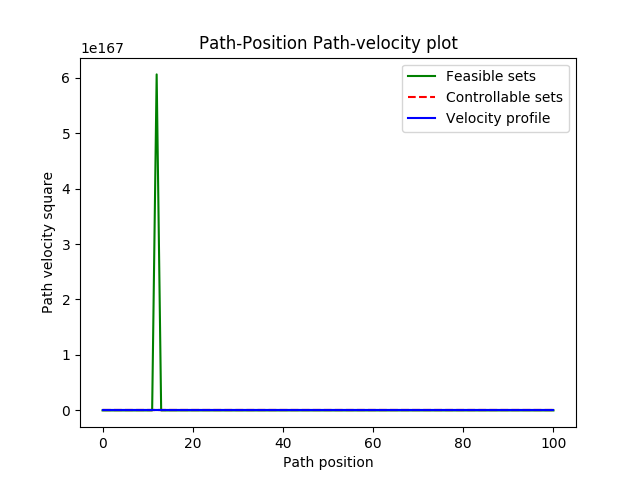 Path-Position Path-velocity plot
1e167
Feasible sets
Controllable sets
Velocity profile
Path velocity square
6
5
4
3
2
1
0
0 20 40 60 80 100
Path position